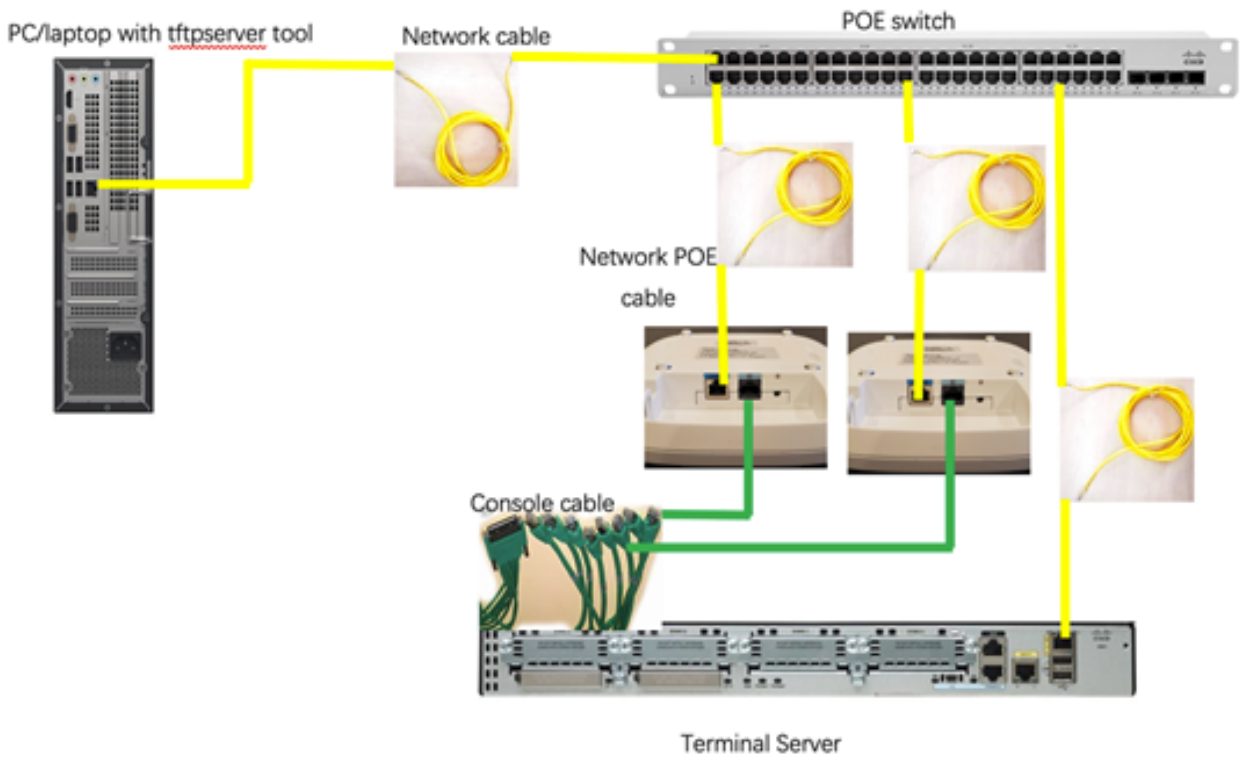 PC/laptop with tftpserver tool
Network cable
POE switch
Network POE
cable
Console cable
Terminal Server